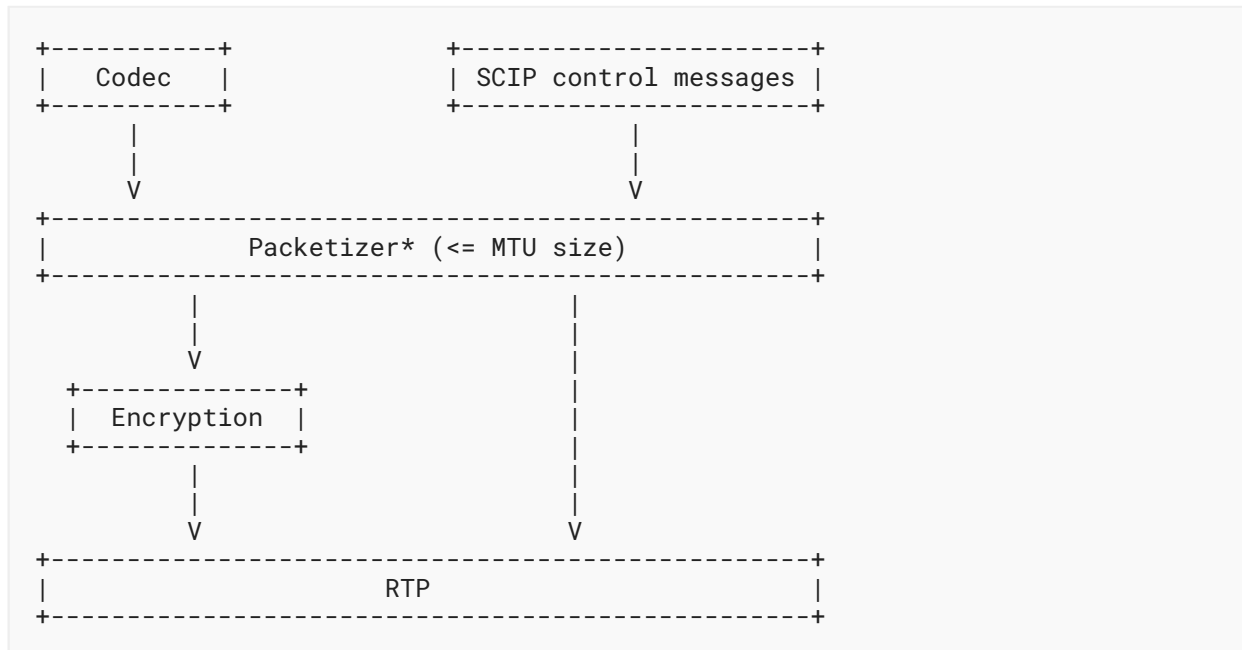 Codec SCIP control messages
Packetizer* (<= MTU size)
Encryption
RTP